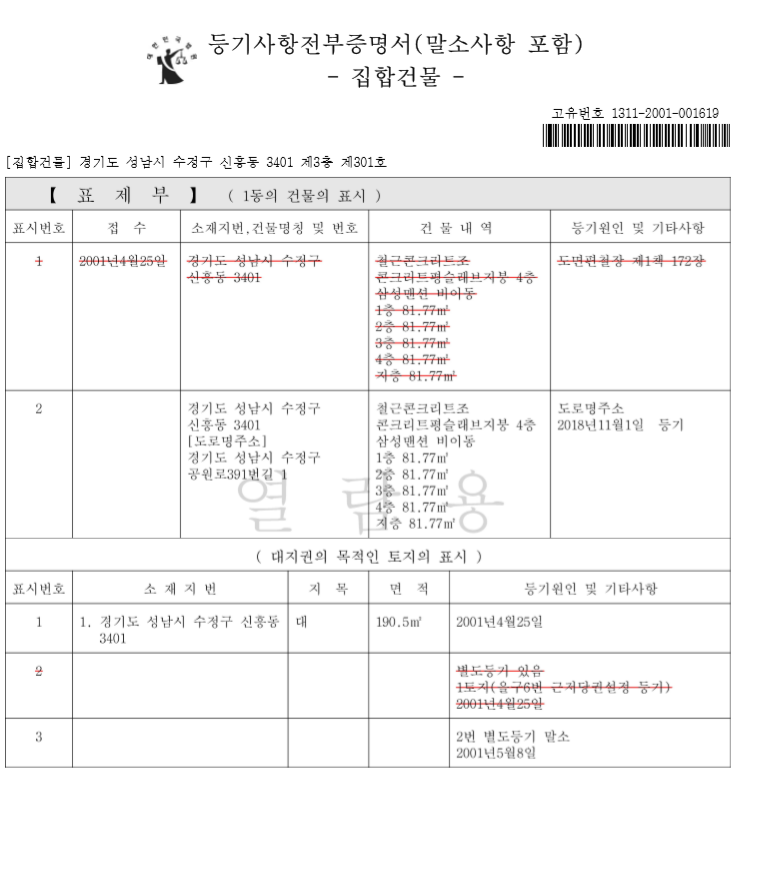 대한민국법원
등기사항전부증명서(말소사항 포함)
- 집합건물 -
고유번호 1311-2001-001619
[집합건물] 경기도 성남시 수정구 신흥동 3401 제3층 제301호
【 표 제 부 】 ( 1동의 건물의 표시 )
표시번호 접 수 소재지번,건물명칭 및 번호 건 물 내 역 등기원인 및 기타사항
1 2001년4월25일 경기도 성남시 수정구 철근콘크리트조 도면편철장 제1책 172장
신흥동 3401 콘크리트평슬래브지붕 4층
삼성맨션 비이동
1층 81.77㎡
2층 81.77㎡
3층 81.77㎡
4층 81.77㎡
지층 81.77㎡
2 경기도 성남시 수정구 철근콘크리트조 도로명주소
신흥동 3401 콘크리트평슬래브지붕 4층 2018년11월1일 등기
[도로명주소] 삼성맨션 비이동
경기도 성남시 수정구 1층 81.77㎡
공원로391번길 1 2층 81.77㎡
3층 81.77㎡
4층 81.77㎡
지층 81.77㎡
열 람 용
( 대지권의 목적인 토지의 표시 )
표시번호 소 재 지 번 지 목 면 적 등기원인 및 기타사항
1 1. 경기도 성남시 수정구 신흥동 대 190.5㎡ 2001년4월25일
3401
2 별도등기 있음
1토지(을구6번 근저당권설정 등기)
2001년4월25일
3 2번 별도등기 말소
2001년5월8일